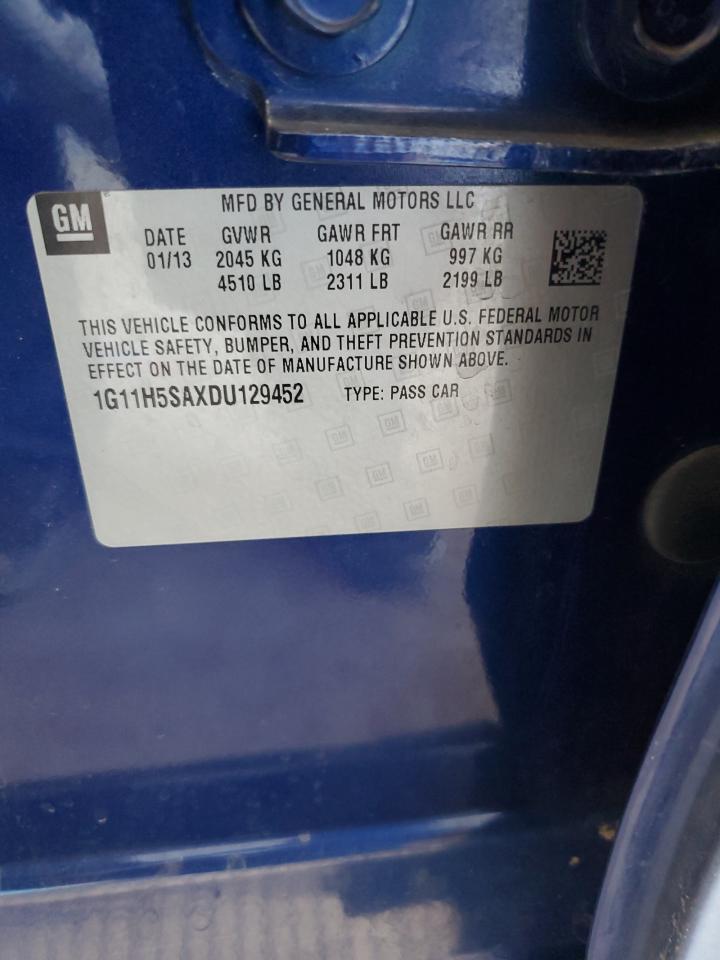 GM
MFD BY GENERAL MOTORS LLC
DATE GVWR GAWR FRT GAWR RR
01/13 2045 KG 1048 KG 997 KG
4510 LB 2311 LB 2199 LB
THIS VEHICLE CONFORMS TO ALL APPLICABLE U.S. FEDERAL MOTOR
VEHICLE SAFETY, BUMPER, AND THEFT PREVENTION STANDARDS IN
EFFECT ON THE DATE OF MANUFACTURE SHOWN ABOVE.
1G11H5SAXDU129452 TYPE: PASS CAR